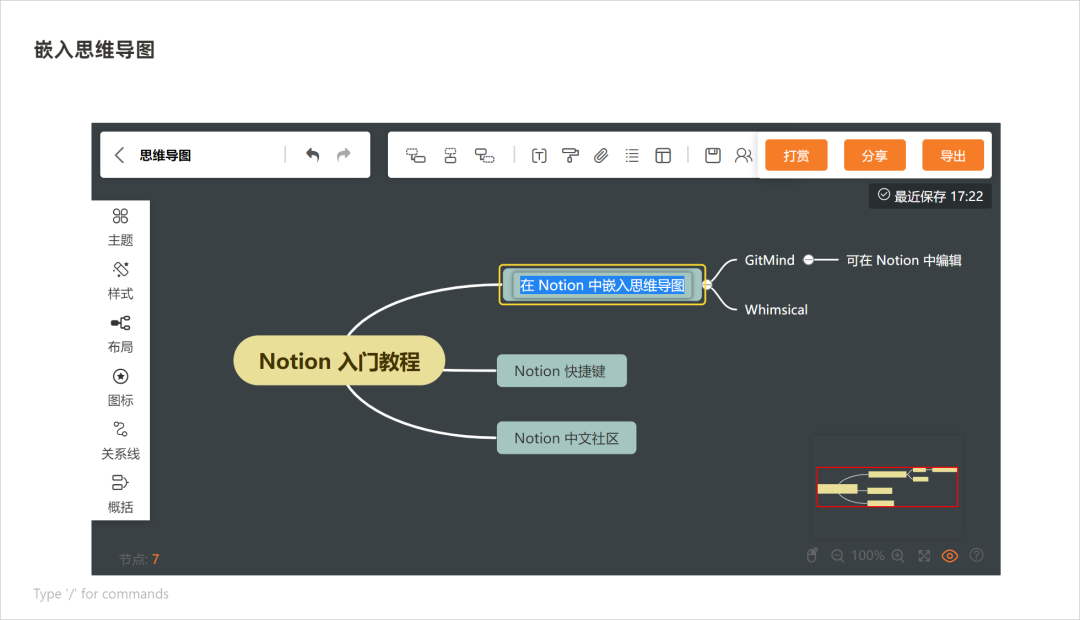 嵌入思维导图
思维导图
打赏
分享
导出
最近保存 17:22
主题
样式
布局
图标
关系线
概括
Notion 入门教程
在 Notion 中嵌入思维导图
GitMind
可在 Notion 中编辑
Whimsical
Notion 快捷键
Notion 中文社区
节点: 7
100%
Type '/' for commands